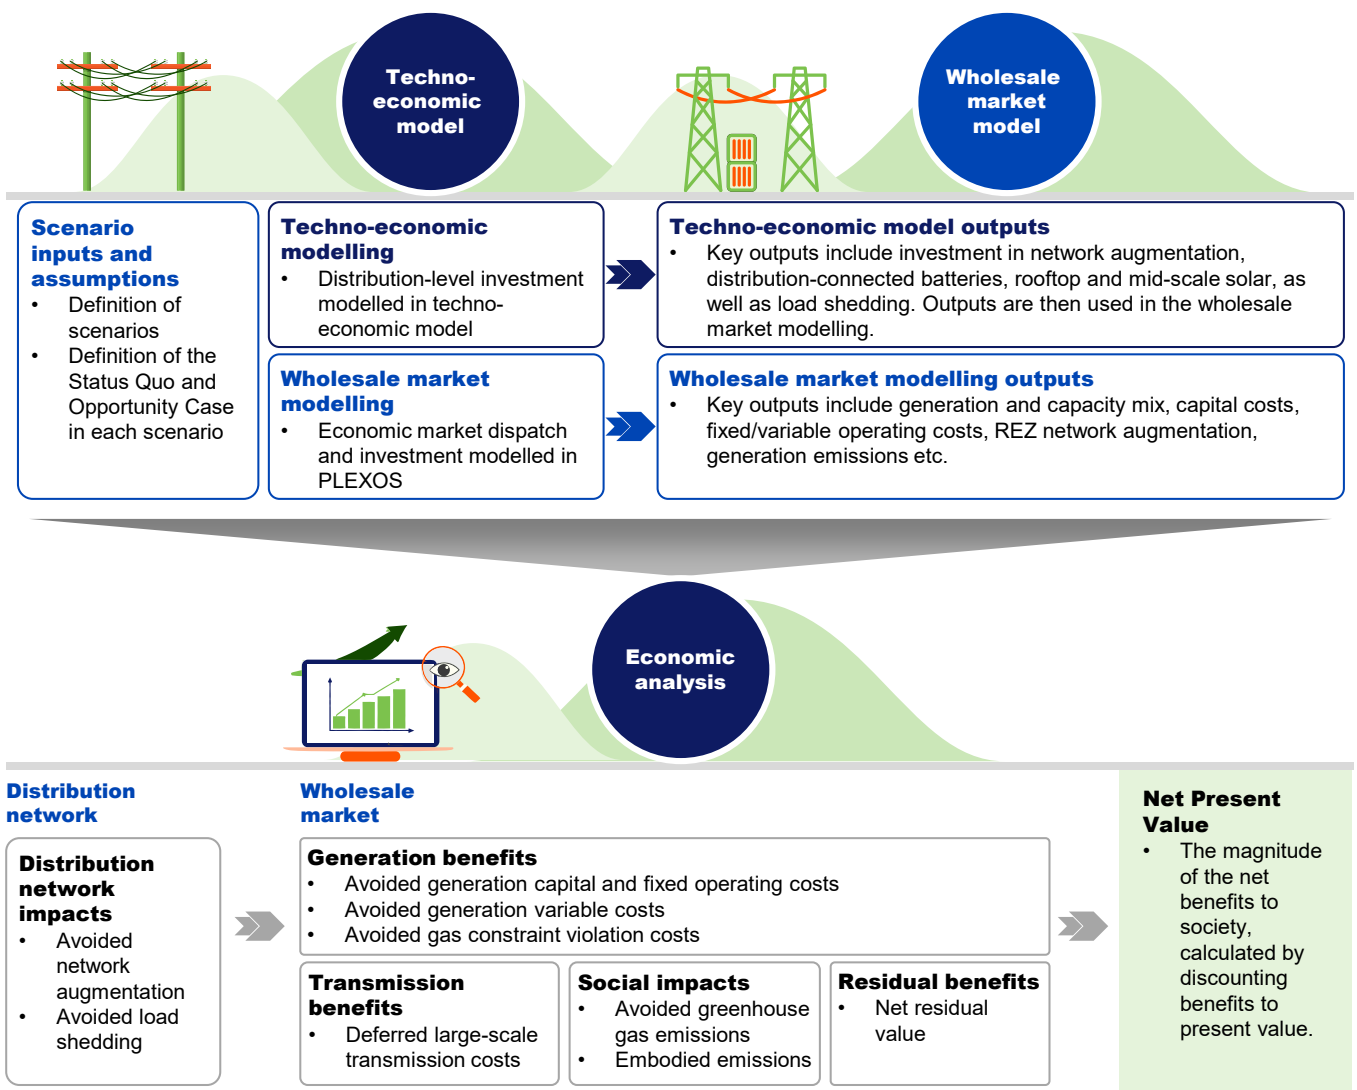 Techno-
economic
model
Wholesale
market
model
Scenario
inputs and
assumptions
• Definition of
scenarios
• Definition of the
Status Quo and
Opportunity Case
in each scenario
Techno-economic
modelling
• Distribution-level investment
modelled in techno-
economic model
Techno-economic model outputs
• Key outputs include investment in network augmentation,
distribution-connected batteries, rooftop and mid-scale solar, as
well as load shedding. Outputs are then used in the wholesale
market modelling.
Wholesale market
modelling
• Economic market dispatch
and investment modelled in
PLEXOS
Wholesale market modelling outputs
• Key outputs include generation and capacity mix, capital costs,
fixed/variable operating costs, REZ network augmentation,
generation emissions etc.
Economic
analysis
Distribution
network
Distribution
network
impacts
• Avoided
network
augmentation
• Avoided load
shedding
Wholesale
market
Generation benefits
• Avoided generation capital and fixed operating costs
• Avoided generation variable costs
• Avoided gas constraint violation costs
Transmission
benefits
• Deferred large-scale
transmission costs
Social impacts
• Avoided greenhouse
gas emissions
• Embodied emissions
Residual benefits
• Net residual
value
Net Present
Value
• The magnitude
of the net
benefits to
society,
calculated by
discounting
benefits to
present value.